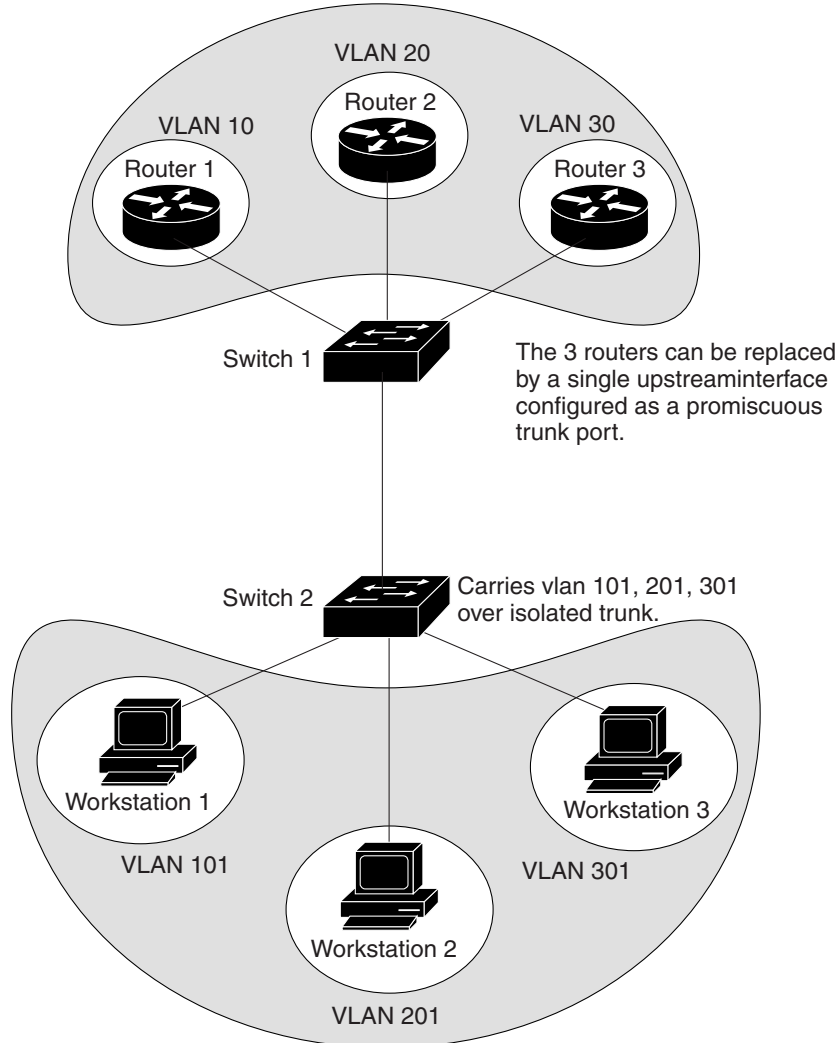 VLAN 20
Router 2
VLAN 10
VLAN 30
Router 1
Router 3
Switch 1
The 3 routers can be replaced
by a single upstreaminterface
configured as a promiscuous
trunk port.
Switch 2
Carries vlan 101, 201, 301
over isolated trunk.
Workstation 1
Workstation 3
VLAN 101
VLAN 301
Workstation 2
VLAN 201